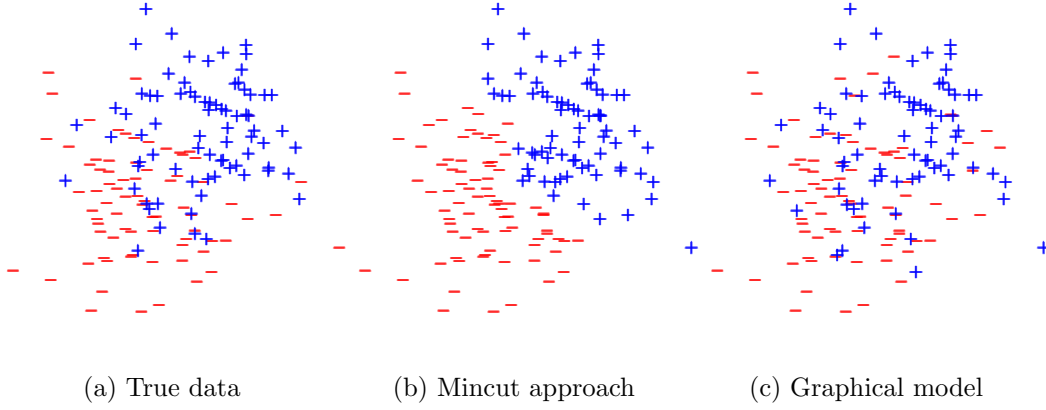 (a) True data
(b) Mincut approach
(c) Graphical model